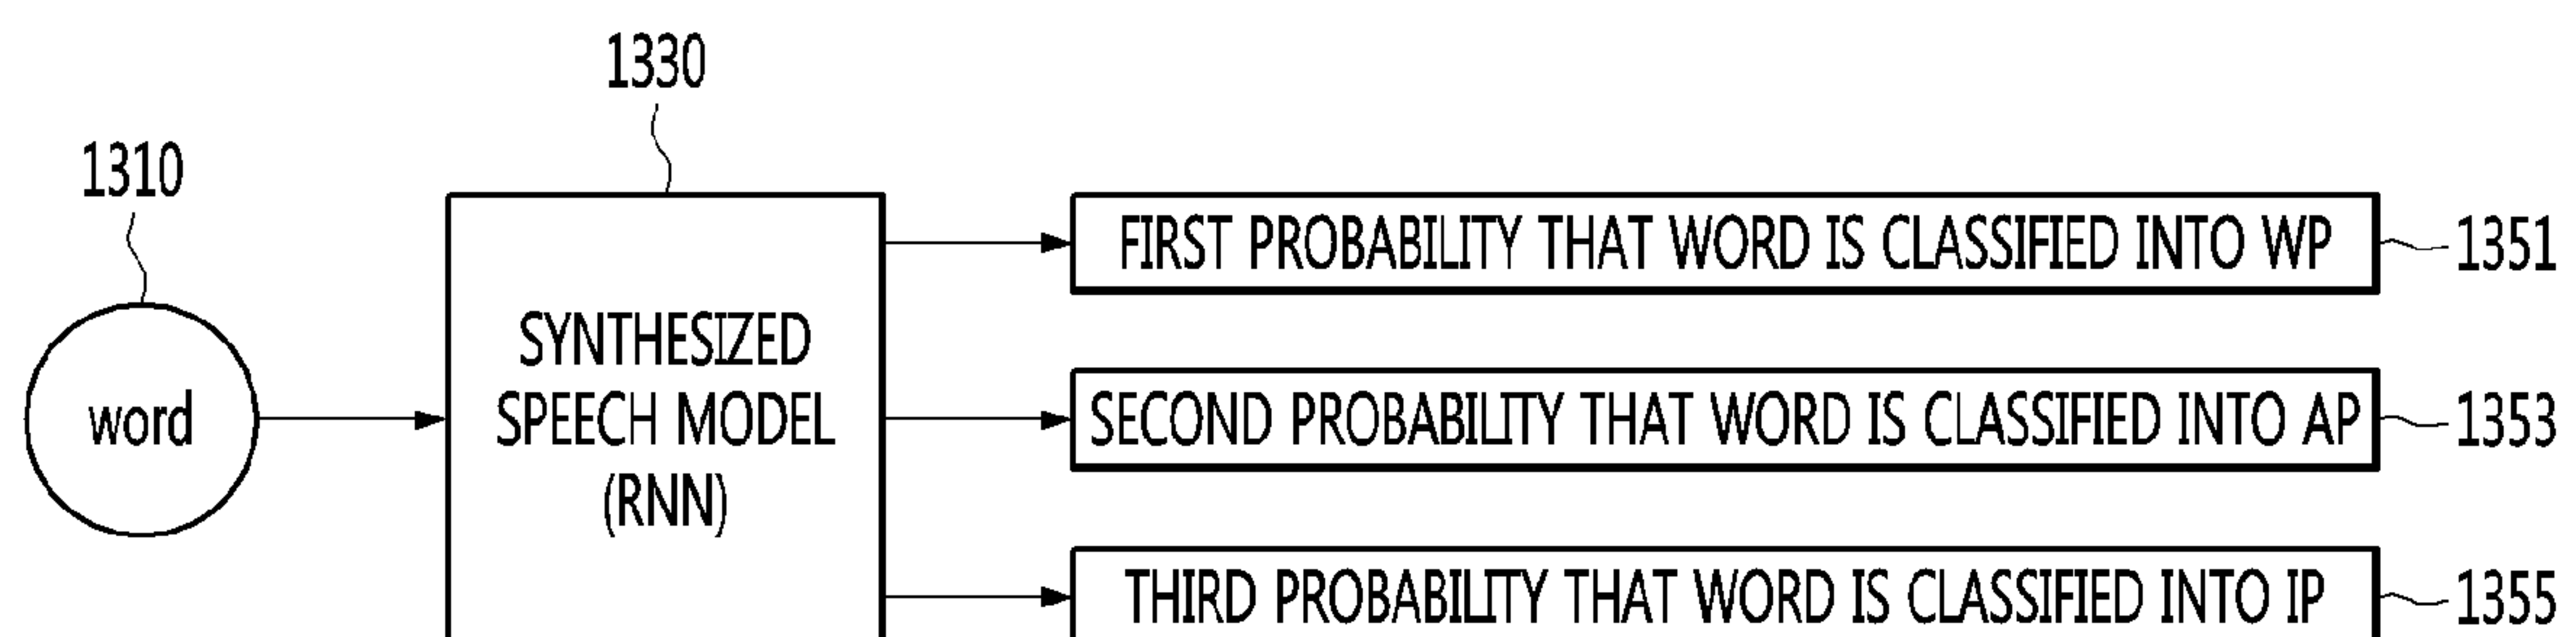 1330
1310
word
SYNTHESIZED
SPEECH MODEL
(RNN)
FIRST PROBABILITY THAT WORD IS CLASSIFIED INTO WP
1351
SECOND PROBABILITY THAT WORD IS CLASSIFIED INTO AP
1353
THIRD PROBABILITY THAT WORD IS CLASSIFIED INTO IP
1355